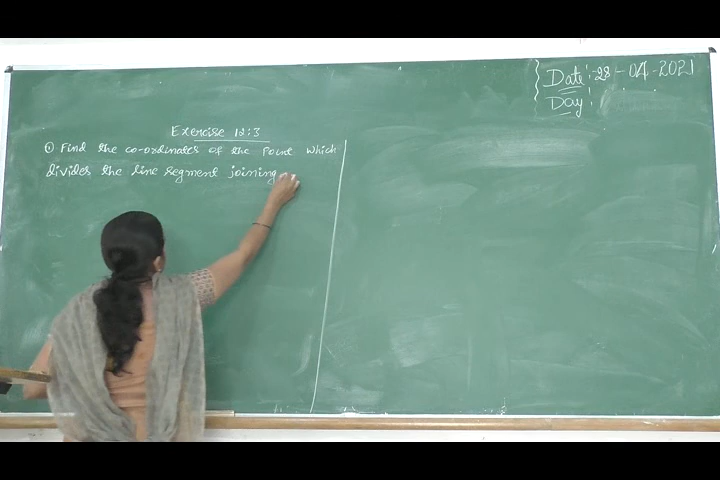 Date : 28-04-2021
Day :
Exercise 12:3
① Find the co-ordinates of the Point which
divides the line segment joining